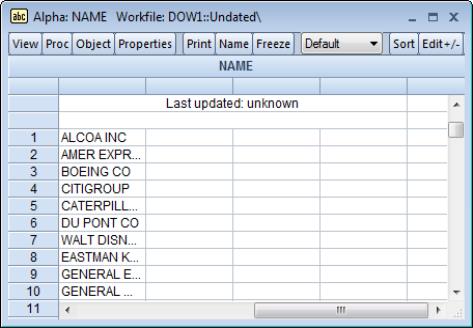 abc Alpha: NAME Workfile: DOW1::Undated\
View Proc Object Properties Print Name Freeze Default Sort Edit+/-
NAME
Last updated: unknown
1 ALCOA INC
2 AMER EXPR...
3 BOEING CO
4 CITIGROUP
5 CATERPILL...
6 DU PONT CO
7 WALT DISN...
8 EASTMAN K...
9 GENERAL E...
10 GENERAL ...
11